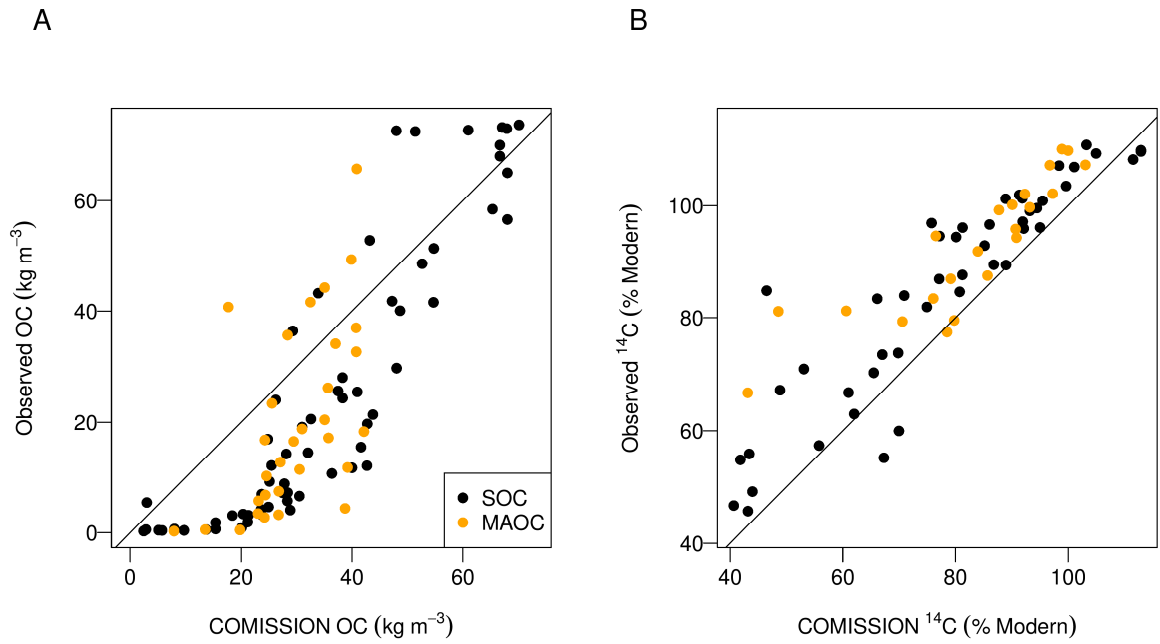 A
B
Observed OC (kg m⁻³)
0
20
40
60
0
20
40
60
COMISSION OC (kg m⁻³)
SOC
MAOC
Observed ¹⁴C (% Modern)
40
60
80
100
40
60
80
100
COMISSION ¹⁴C (% Modern)